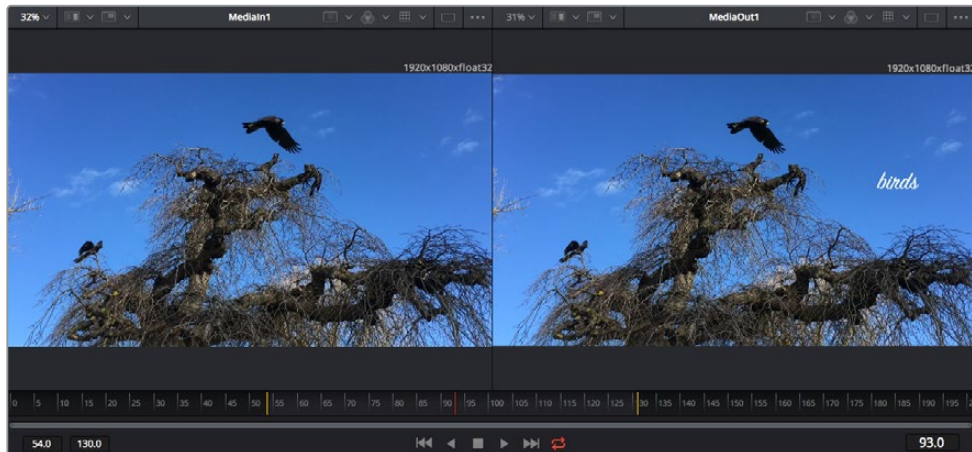 32% MediaIn1 31% MediaOut1
1920x1080xfloat32 1920x1080xfloat32
birds
0 5 10 15 20 25 30 35 40 45 50 55 60 65 70 75 80 85 90 95 100 105 110 115 120 125 130 135 140 145 150 155 160 165 170 175 180 185 190 195
54.0 130.0 93.0